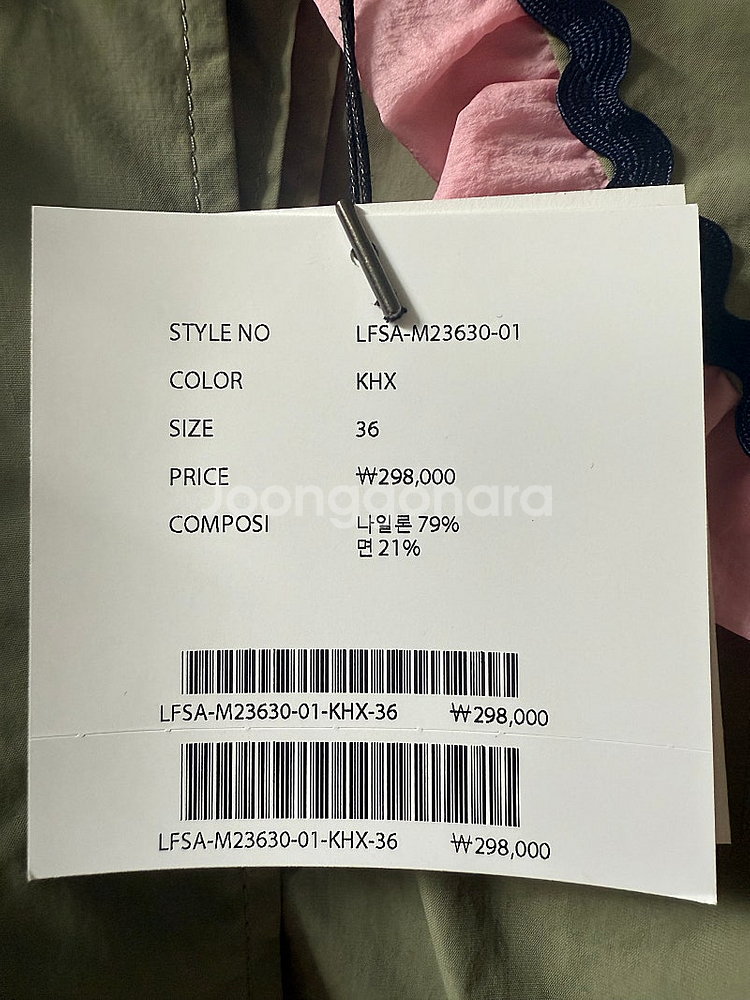 STYLE NO LFSA-M23630-01
COLOR KHX
SIZE 36
PRICE ₩298,000
Joonggonara
COMPOSI 나일론 79%
면 21%
LFSA-M23630-01-KHX-36 ₩298,000
LFSA-M23630-01-KHX-36 ₩298,000